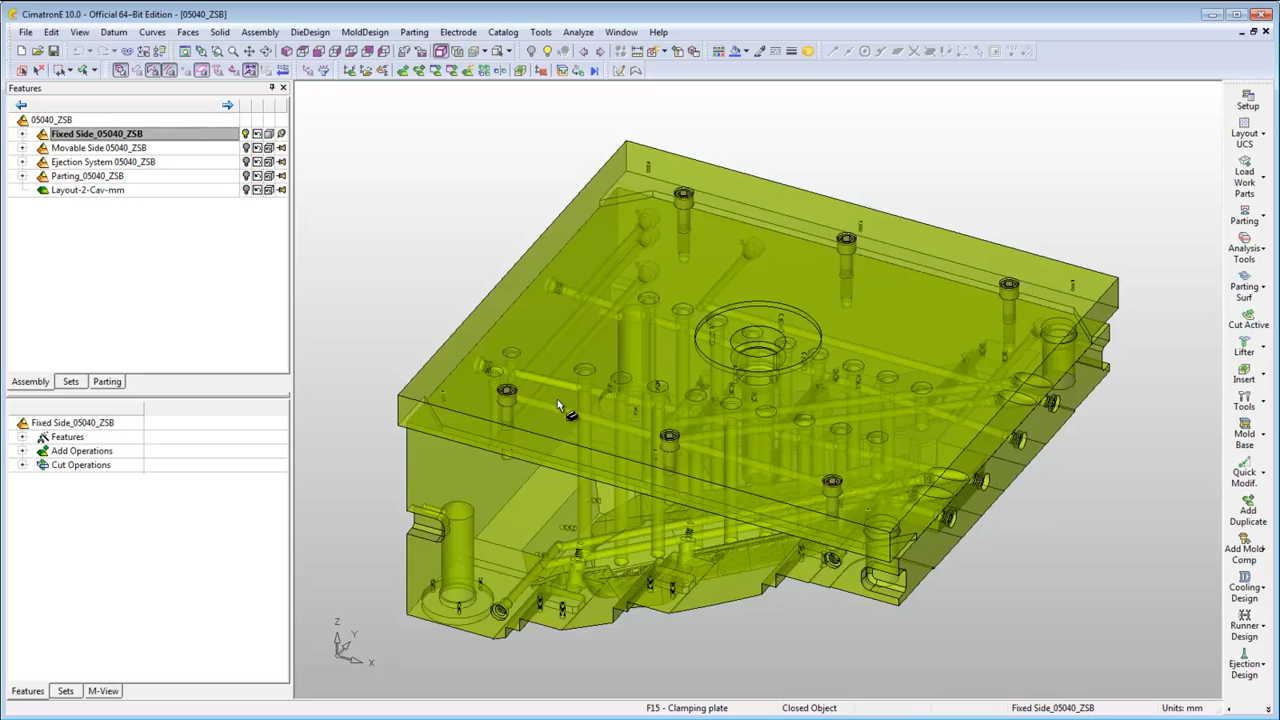 CimatronE 10.0 - Official 64-Bit Edition - [05040_ZSB]
File Edit View Datum Curves Faces Solid Assembly DieDesign MoldDesign Parting Electrode Catalog Tools Analyze Window Help
Features
05040_ZSB
Fixed Side_05040_ZSB
Movable Side 05040_ZSB
Ejection System 05040_ZSB
Parting_05040_ZSB
Layout-2-Cav-mm
Assembly Sets Parting
Fixed Side_05040_ZSB
Features
Add Operations
Cut Operations
Features Sets M-View
Z
Y
X
Setup
Layout
UCS
Load
Work
Parts
Parting
Analysis
Tools
Parting
Surf
Cut Active
Lifter
Insert
Tools
Mold
Base
Quick
Modif.
Add
Duplicate
Add Mold
Comp
Cooling
Design
Runner
Design
Ejection
Design
F15 - Clamping plate Closed Object Fixed Side_05040_ZSB Units: mm